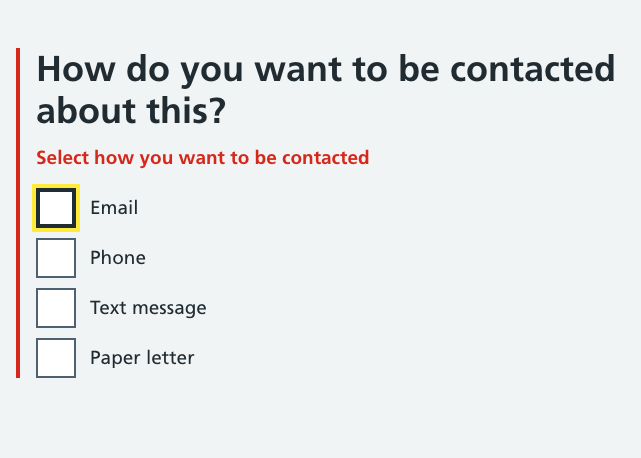 How do you want to be contacted
about this?
Select how you want to be contacted
Email
Phone
Text message
Paper letter